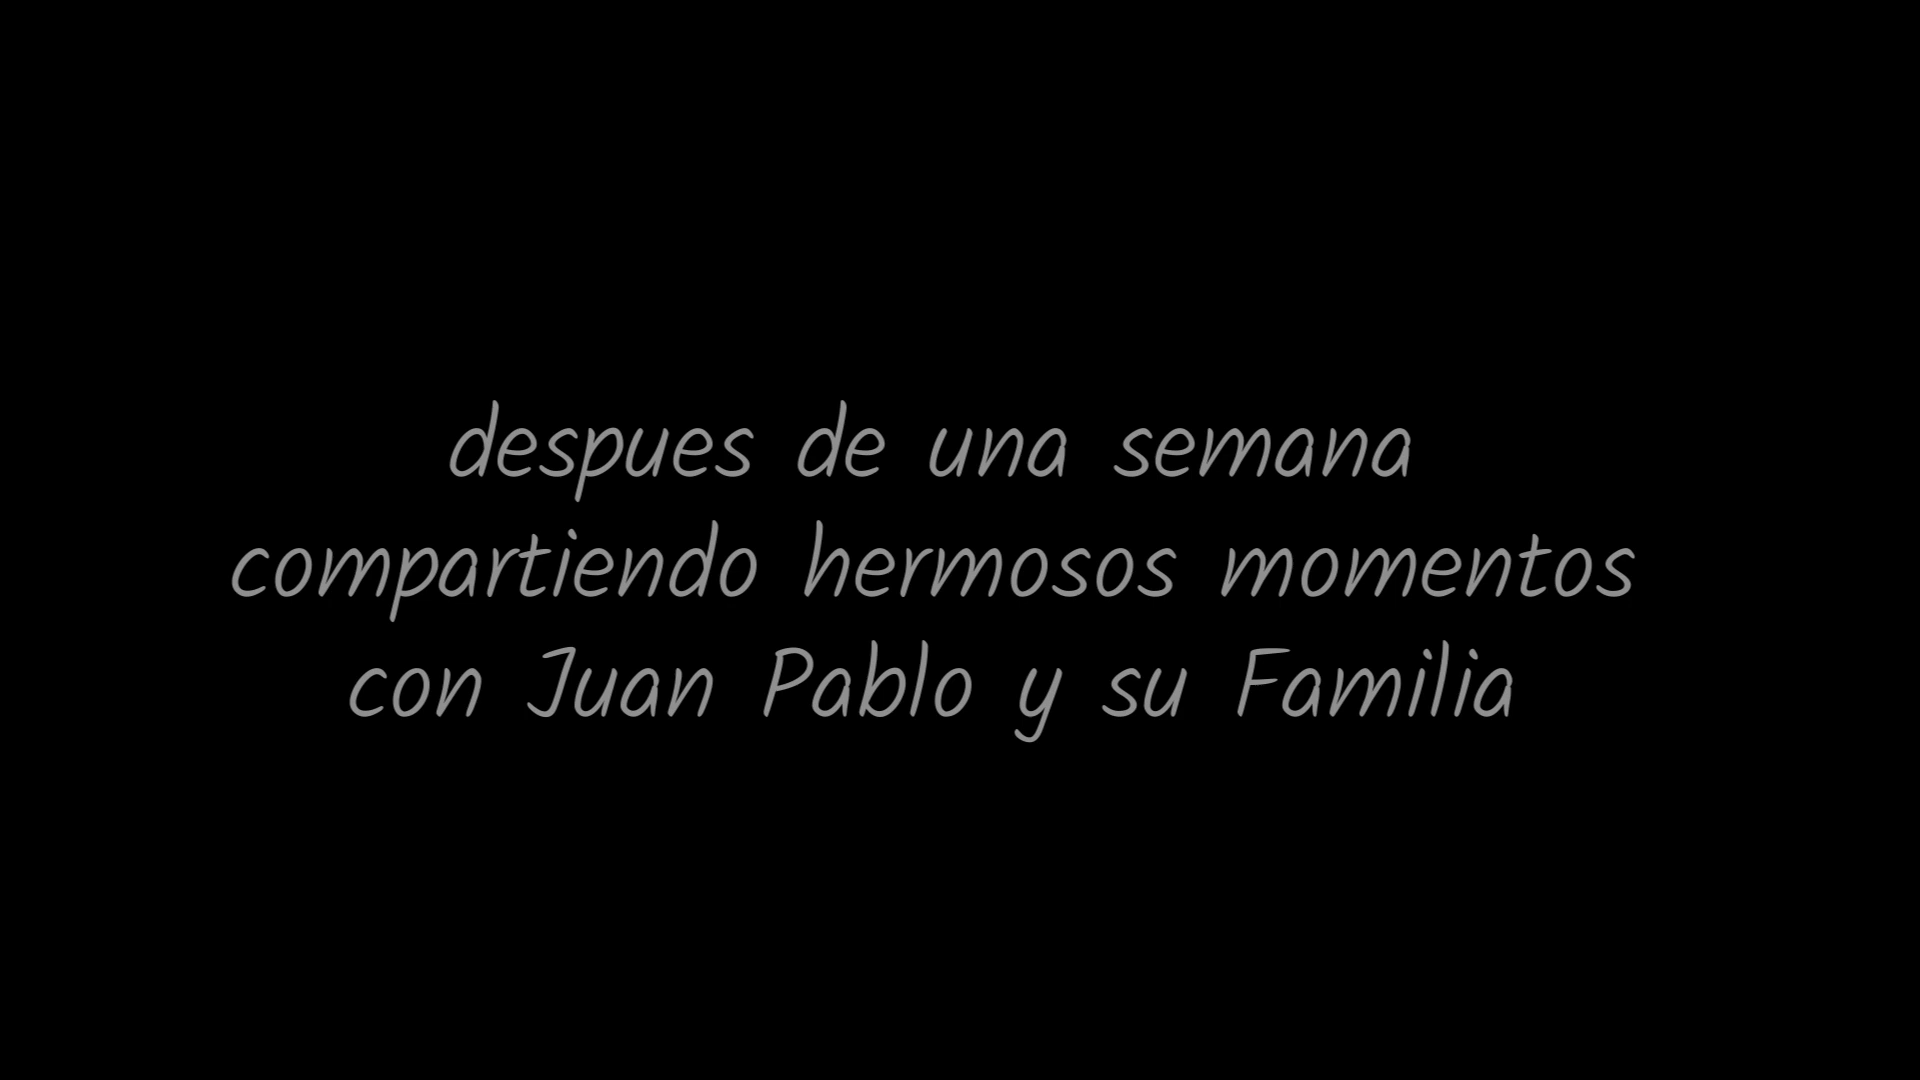 despues de una semana
compartiendo hermosos momentos
con Juan Pablo y su Familia